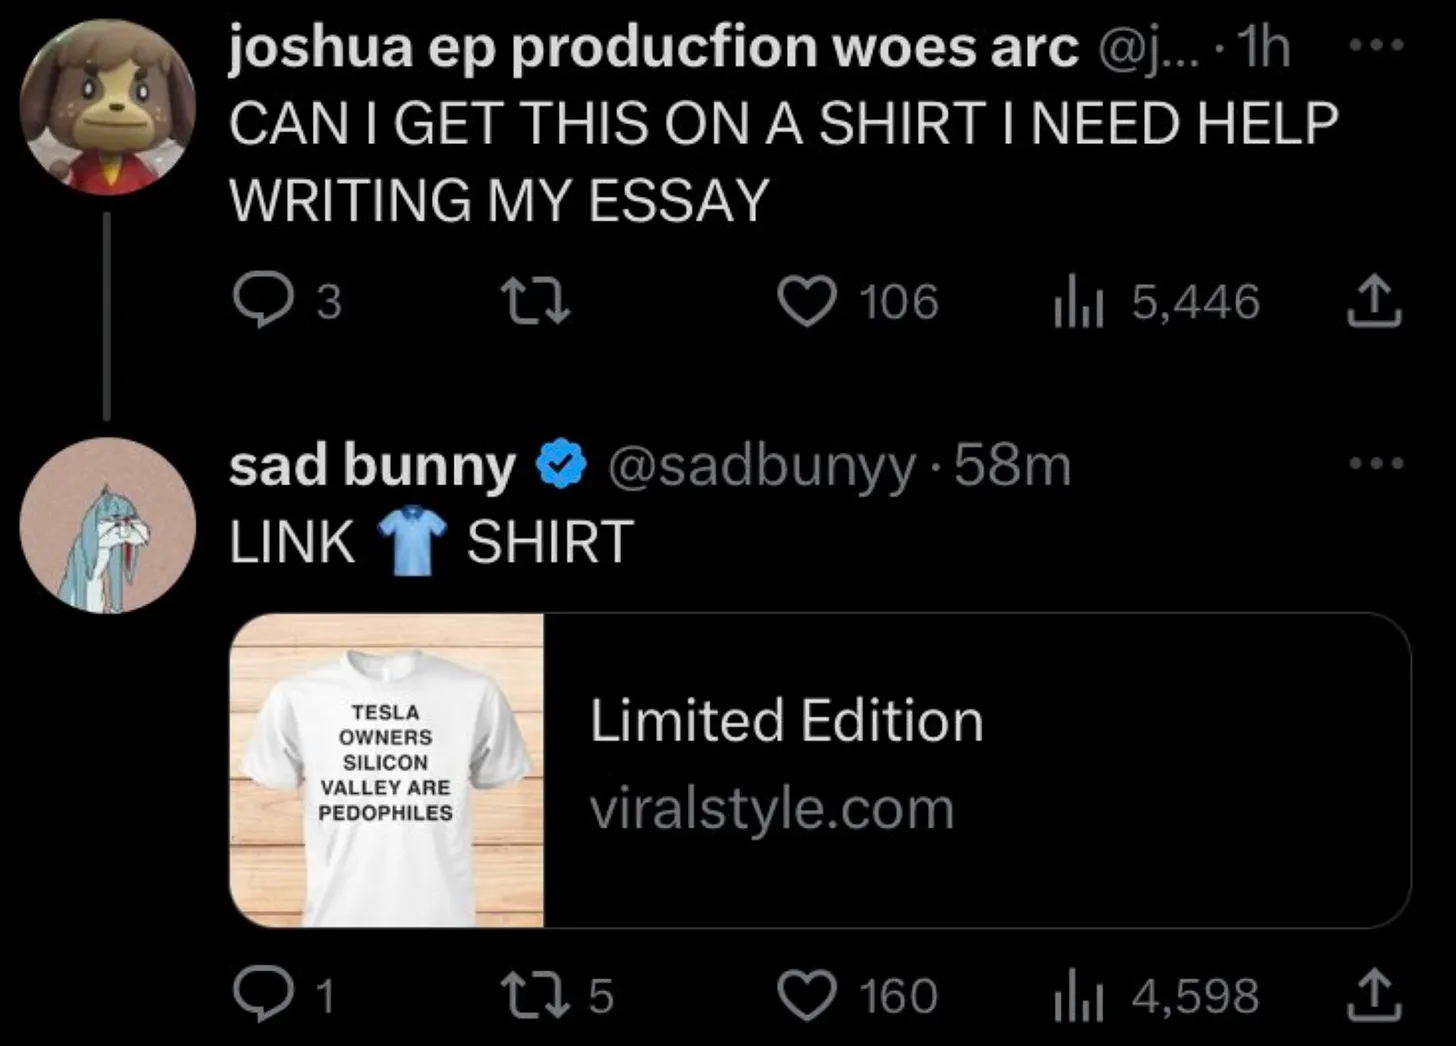 joshua ep producfion woes arc @j... · 1h
CAN I GET THIS ON A SHIRT I NEED HELP
WRITING MY ESSAY
3 106 5,446
sad bunny @sadbunyy · 58m
LINK 👕 SHIRT
TESLA
OWNERS
SILICON
VALLEY ARE
PEDOPHILES
Limited Edition
viralstyle.com
1 5 160 4,598